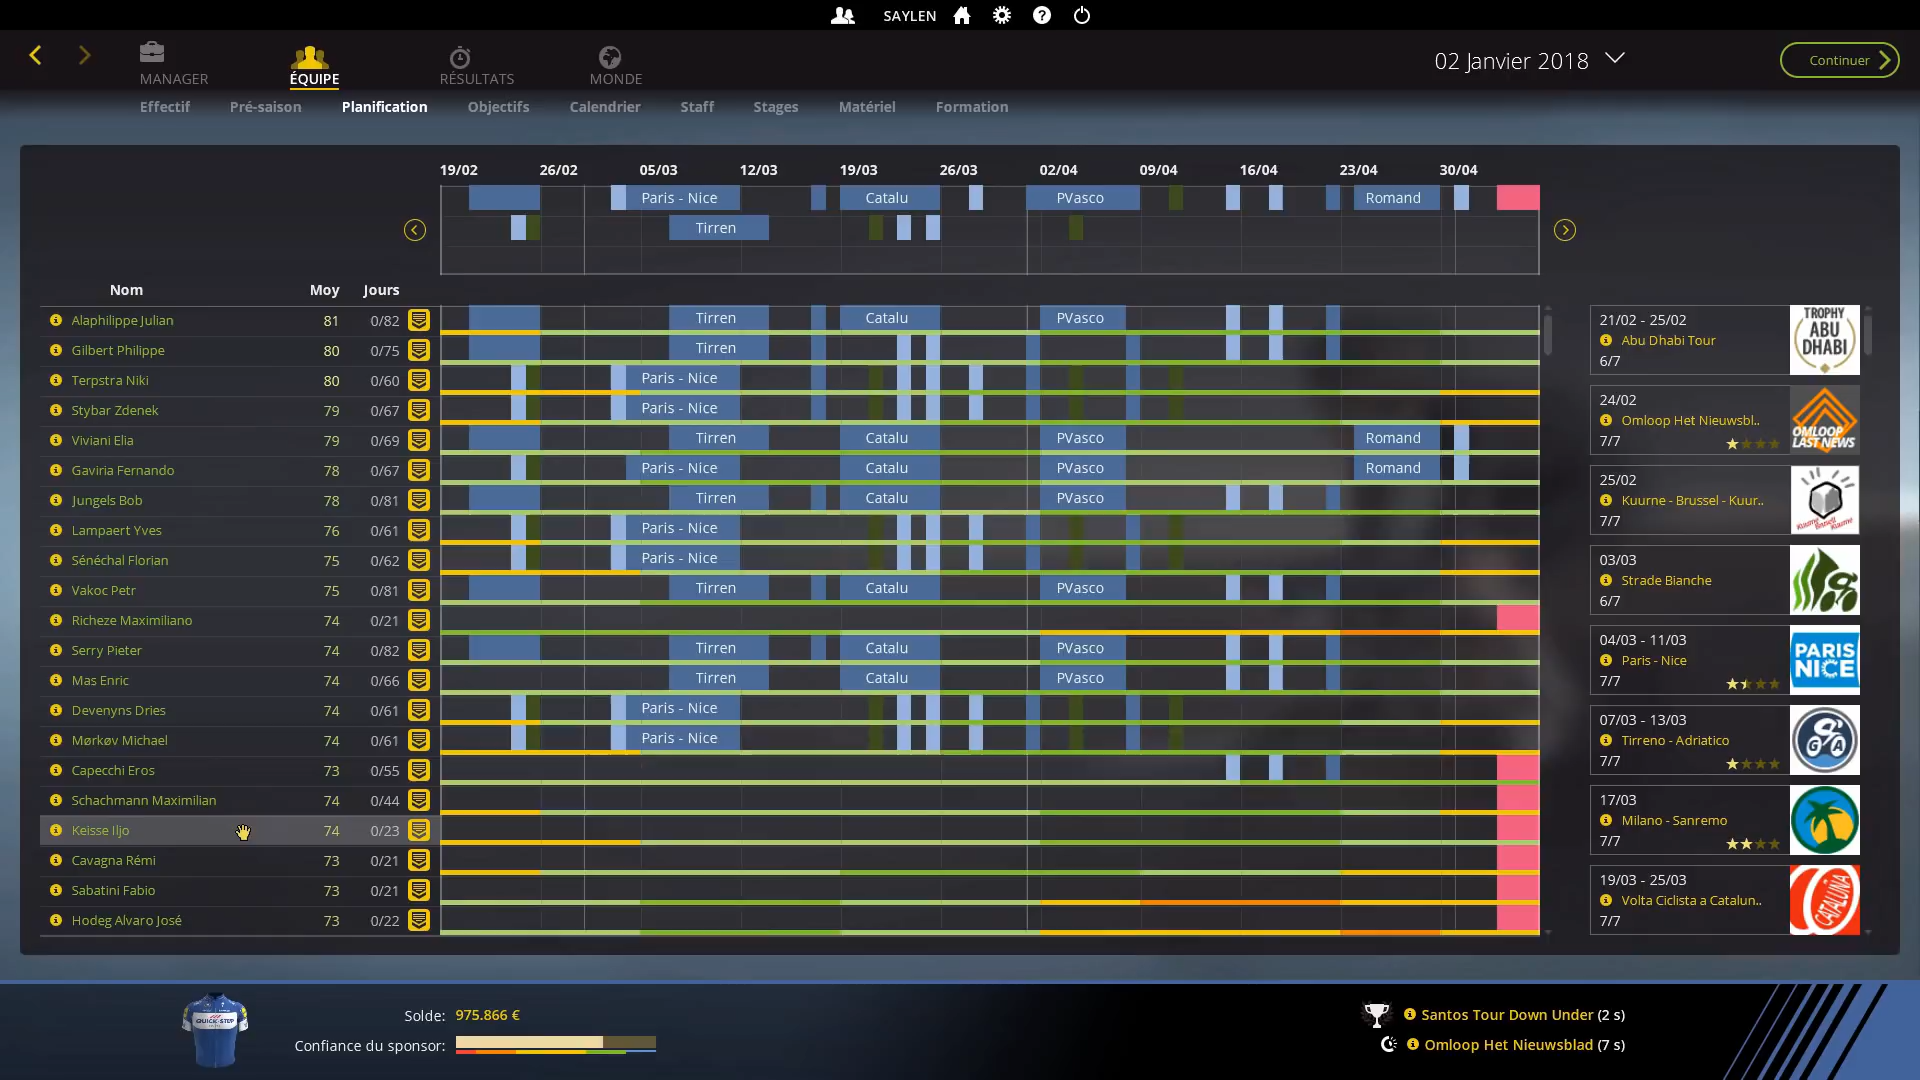 SAYLEN
MANAGER
ÉQUIPE
RÉSULTATS
MONDE
02 Janvier 2018
Continuer
Effectif
Pré-saison
Planification
Objectifs
Calendrier
Staff
Stages
Matériel
Formation
19/02 26/02 05/03 12/03 19/03 26/03 02/04 09/04 16/04 23/04 30/04
Paris - Nice Catalu PVasco Romand
Tirren
Nom Moy Jours
Alaphilippe Julian 81 0/82 Tirren Catalu PVasco
Gilbert Philippe 80 0/75 Tirren
Terpstra Niki 80 0/60 Paris - Nice
Stybar Zdenek 79 0/67 Paris - Nice
Viviani Elia 79 0/69 Tirren Catalu PVasco Romand
Gaviria Fernando 78 0/67 Paris - Nice Catalu PVasco Romand
Jungels Bob 78 0/81 Tirren Catalu PVasco
Lampaert Yves 76 0/61 Paris - Nice
Sénéchal Florian 75 0/62 Paris - Nice
Vakoc Petr 75 0/81 Tirren Catalu PVasco
Richeze Maximiliano 74 0/21
Serry Pieter 74 0/82 Tirren Catalu PVasco
Mas Enric 74 0/66 Tirren Catalu PVasco
Devenyns Dries 74 0/61 Paris - Nice
Mørkøv Michael 74 0/61 Paris - Nice
Capecchi Eros 73 0/55
Schachmann Maximilian 74 0/44
Keisse Iljo 74 0/23
Cavagna Rémi 73 0/21
Sabatini Fabio 73 0/21
Hodeg Alvaro José 73 0/22
21/02 - 25/02
Abu Dhabi Tour
6/7
TROPHY
ABU
DHABI
24/02
Omloop Het Nieuwsbl..
7/7
OMLOOP
LAST NEWS
25/02
Kuurne - Brussel - Kuur..
7/7
Kuurne Brussel Kuurne
03/03
Strade Bianche
6/7
04/03 - 11/03
Paris - Nice
7/7
PARIS
NICE
07/03 - 13/03
Tirreno - Adriatico
7/7
17/03
Milano - Sanremo
7/7
19/03 - 25/03
Volta Ciclista a Catalun..
7/7
CATALUNA
QUICK-STEP
Solde: 975.866 €
Confiance du sponsor:
Santos Tour Down Under (2 s)
Omloop Het Nieuwsblad (7 s)